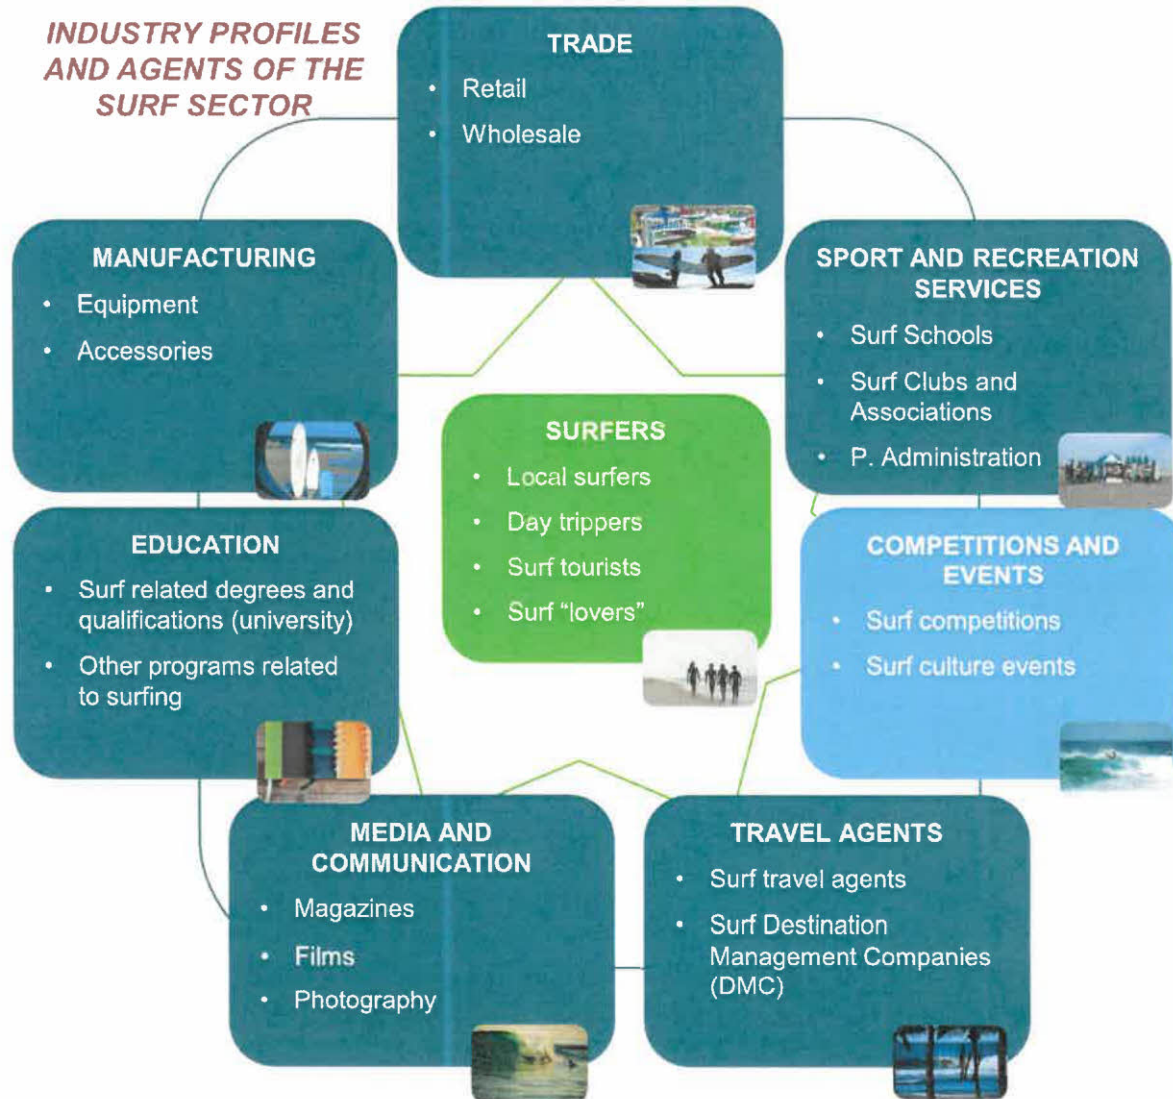 INDUSTRY PROFILES
AND AGENTS OF THE
SURF SECTOR
TRADE
• Retail
• Wholesale
MANUFACTURING
• Equipment
• Accessories
SPORT AND RECREATION
SERVICES
• Surf Schools
• Surf Clubs and
Associations
• P. Administration
SURFERS
• Local surfers
• Day trippers
• Surf tourists
• Surf “lovers”
EDUCATION
• Surf related degrees and
qualifications (university)
• Other programs related
to surfing
COMPETITIONS AND
EVENTS
• Surf competitions
• Surf culture events
MEDIA AND
COMMUNICATION
• Magazines
• Films
• Photography
TRAVEL AGENTS
• Surf travel agents
• Surf Destination
Management Companies
(DMC)